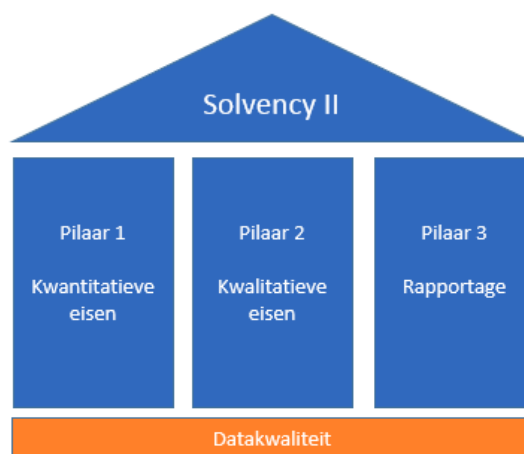 Solvency II
Pilaar 1
Kwantitatieve
eisen
Pilaar 2
Kwalitatieve
eisen
Pilaar 3
Rapportage
Datakwaliteit